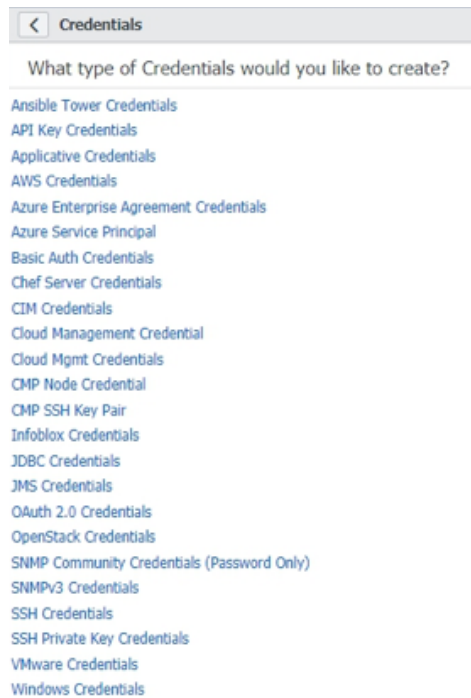 Credentials
What type of Credentials would you like to create?
Ansible Tower Credentials
API Key Credentials
Applicative Credentials
AWS Credentials
Azure Enterprise Agreement Credentials
Azure Service Principal
Basic Auth Credentials
Chef Server Credentials
CIM Credentials
Cloud Management Credential
Cloud Mgmt Credentials
CMP Node Credential
CMP SSH Key Pair
Infoblox Credentials
JDBC Credentials
JMS Credentials
OAuth 2.0 Credentials
OpenStack Credentials
SNMP Community Credentials (Password Only)
SNMPv3 Credentials
SSH Credentials
SSH Private Key Credentials
VMware Credentials
Windows Credentials